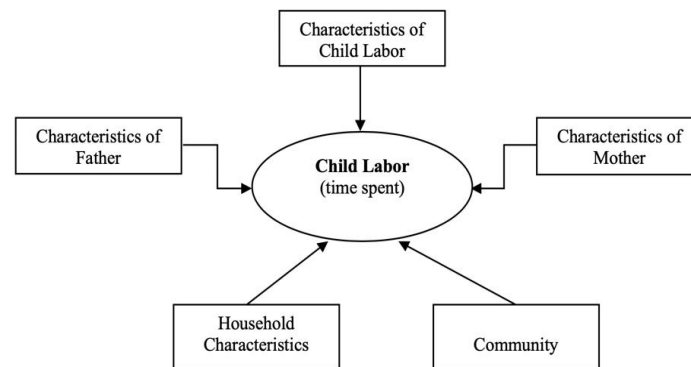 Characteristics of
Child Labor
Characteristics of
Father
Child Labor
(time spent)
Characteristics of
Mother
Household
Characteristics
Community